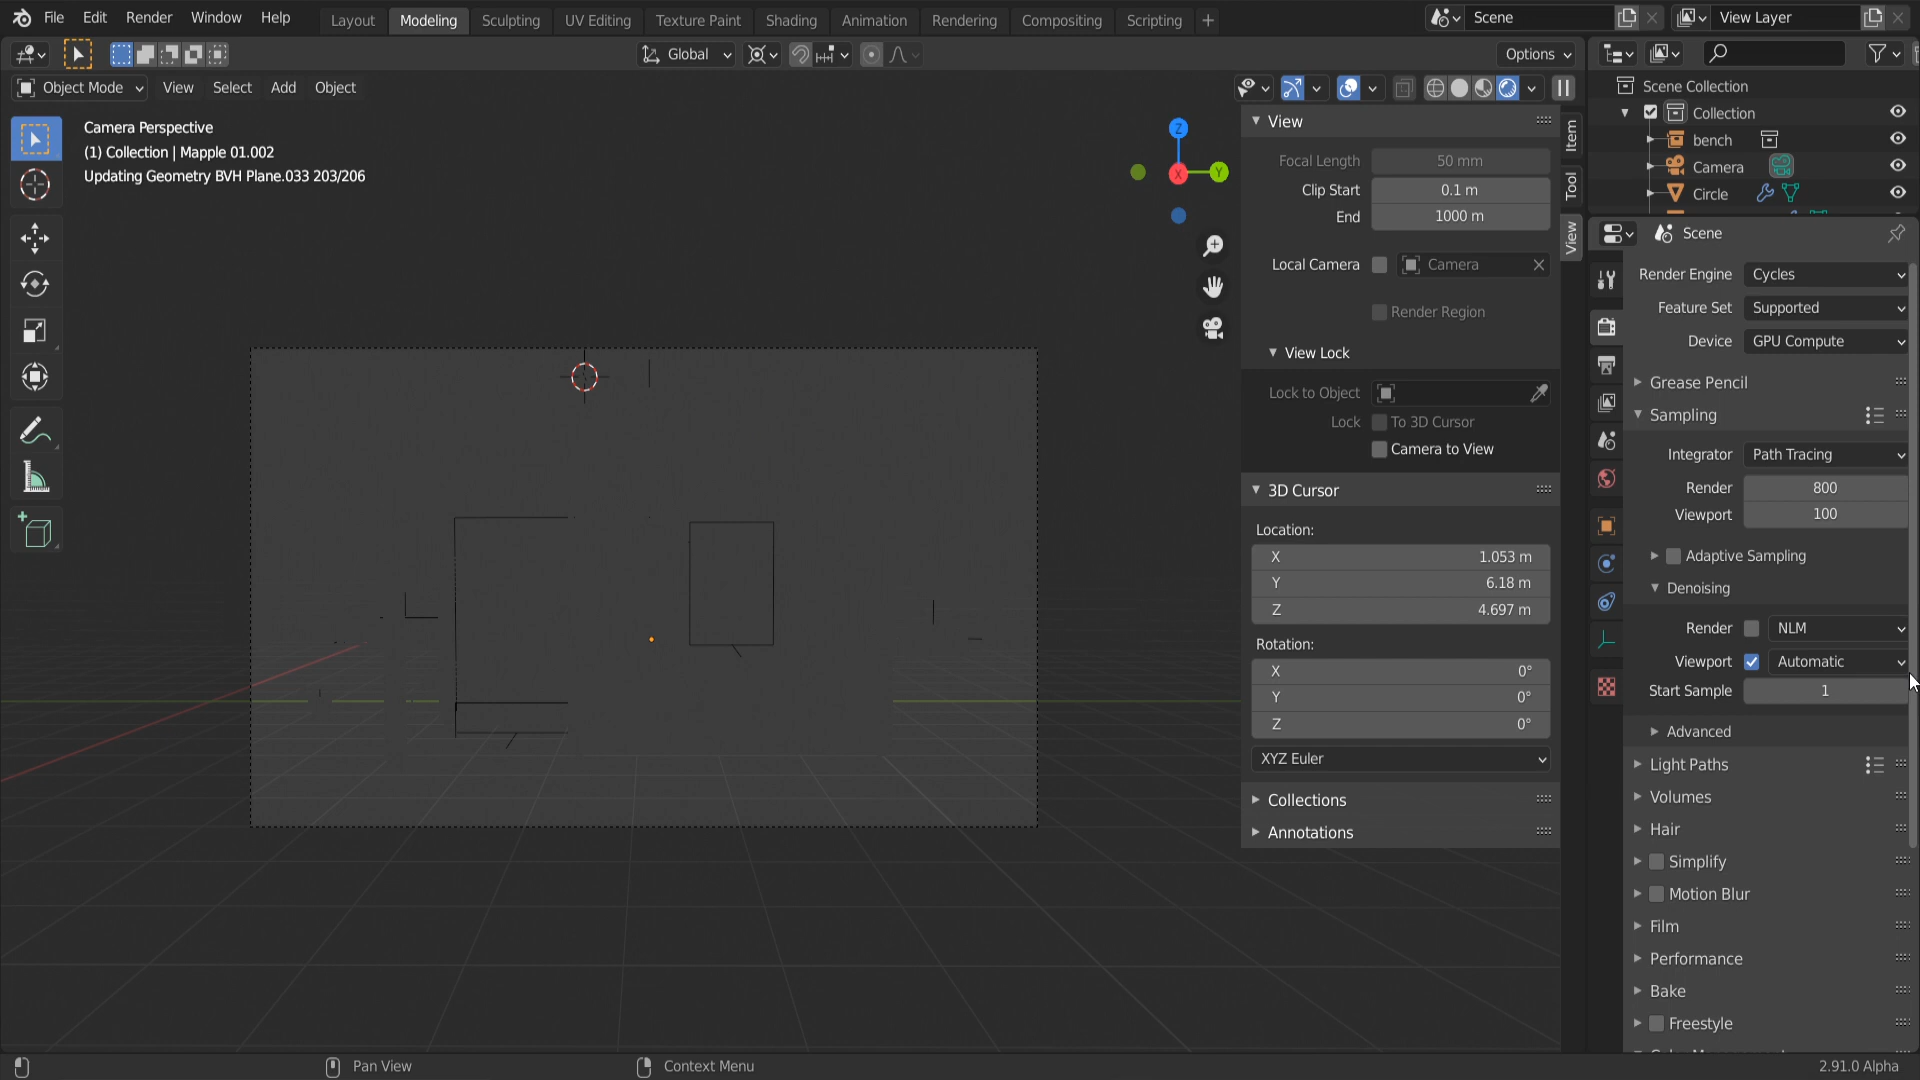 File Edit Render Window Help Layout Modeling Sculpting UV Editing Texture Paint Shading Animation Rendering Compositing Scripting + Scene View Layer
Global Options
Object Mode View Select Add Object
Camera Perspective
(1) Collection | Mapple 01.002
Updating Geometry BVH Plane.033 203/206
Z
X
Y
View
Focal Length 50 mm
Clip Start 0.1 m
End 1000 m
Local Camera Camera
Render Region
View Lock
Lock to Object
Lock To 3D Cursor
Camera to View
3D Cursor
Location:
X 1.053 m
Y 6.18 m
Z 4.697 m
Rotation:
X 0°
Y 0°
Z 0°
XYZ Euler
Collections
Annotations
Item
Tool
View
Scene Collection
Collection
bench
Camera
Circle
Scene
Render Engine Cycles
Feature Set Supported
Device GPU Compute
Grease Pencil
Sampling
Integrator Path Tracing
Render 800
Viewport 100
Adaptive Sampling
Denoising
Render NLM
Viewport Automatic
Start Sample 1
Advanced
Light Paths
Volumes
Hair
Simplify
Motion Blur
Film
Performance
Bake
Freestyle
Pan View Context Menu 2.91.0 Alpha